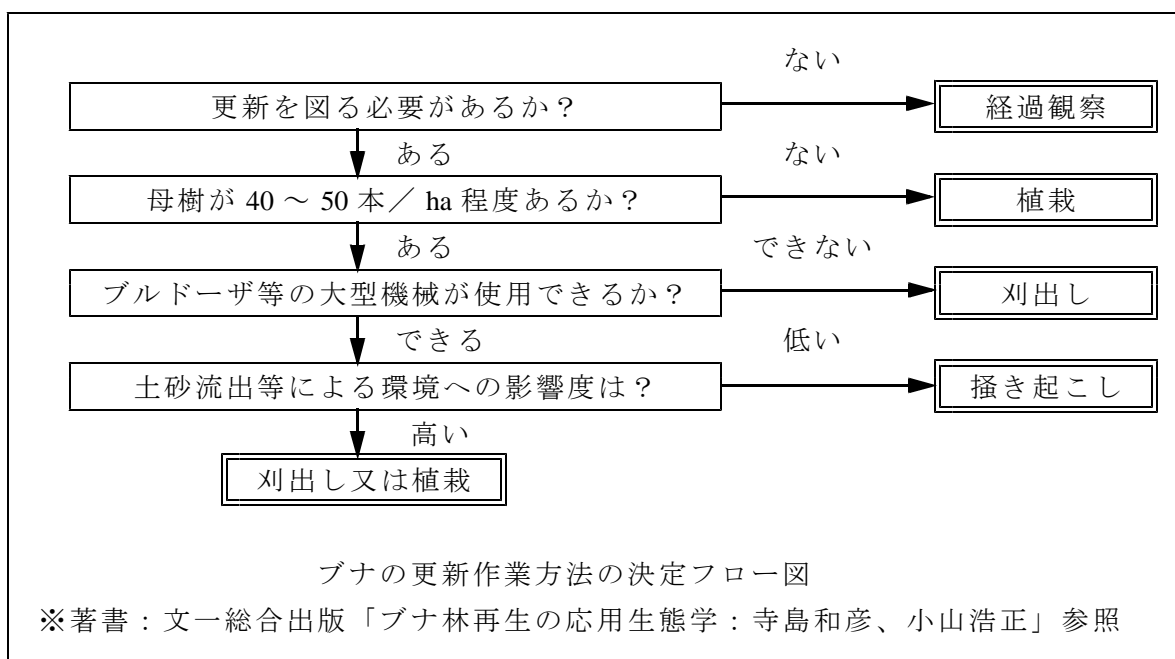 ない
更新を図る必要があるか？
経過観察
ある
ない
母樹が 40 ～ 50 本／ ha 程度あるか？
植栽
ある
できない
ブルドーザ等の大型機械が使用できるか？
刈出し
できる
低い
土砂流出等による環境への影響度は？
掻き起こし
高い
刈出し又は植栽
ブナの更新作業方法の決定フロー図
※著書：文一総合出版「ブナ林再生の応用生態学：寺島和彦、小山浩正」参照